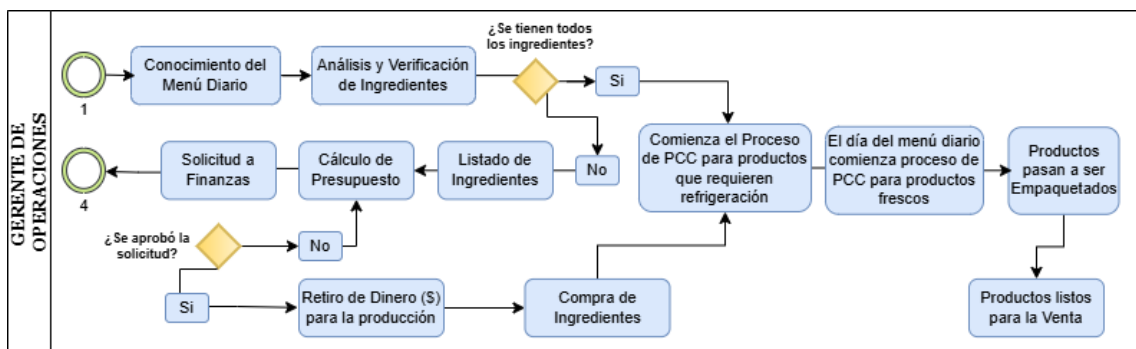 GERENTE DE
OPERACIONES
1
Conocimiento del
Menú Diario
Análisis y Verificación
de Ingredientes
¿Se tienen todos
los ingredientes?
Si
No
4
Solicitud a
Finanzas
Cálculo de
Presupuesto
Listado de
Ingredientes
Comienza el Proceso
de PCC para productos
que requieren
refrigeración
El día del menú diario
comienza proceso de
PCC para productos
frescos
Productos
pasan a ser
Empaquetados
¿Se aprobó la
solicitud?
No
Si
Retiro de Dinero ($)
para la producción
Compra de
Ingredientes
Productos listos
para la Venta